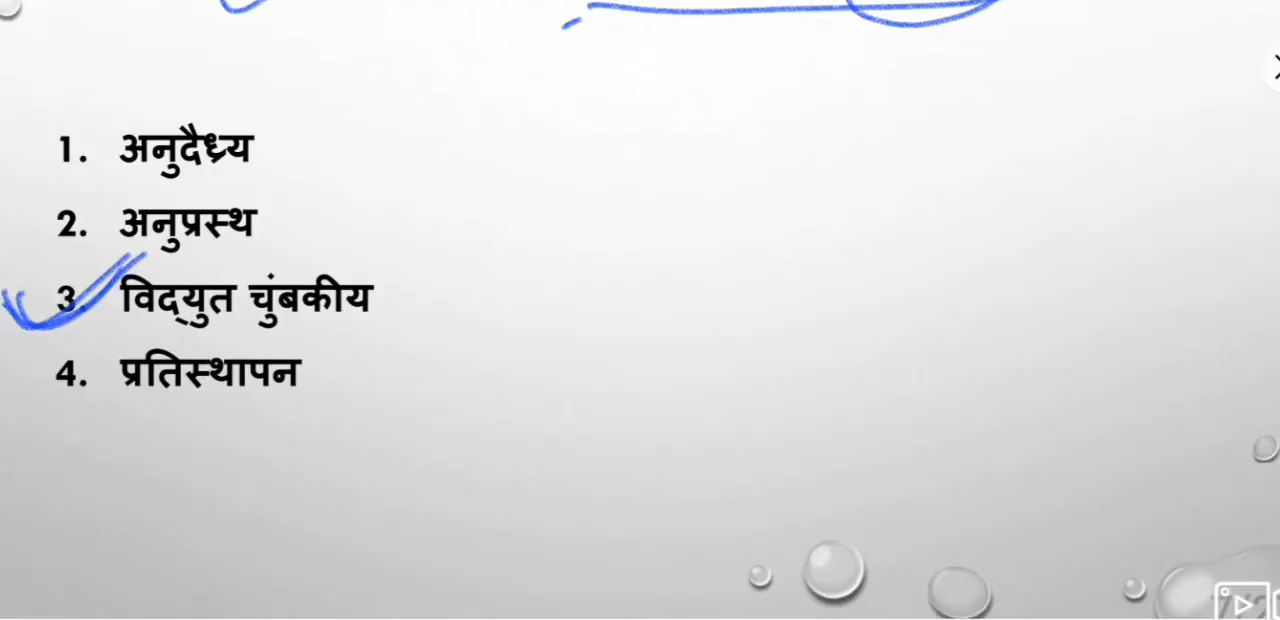 1. अनुदैध्र्य
2. अनुप्रस्थ
3. विद्‌युत चुंबकीय
4. प्रतिस्थापन